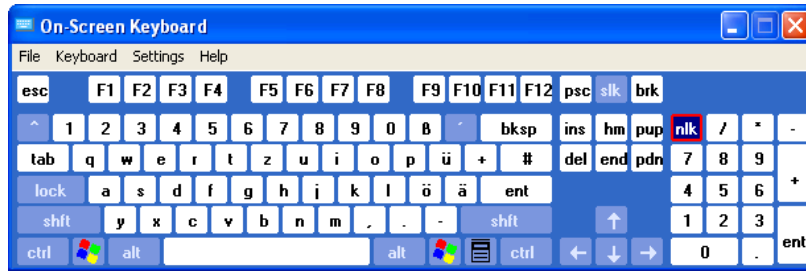 On-Screen Keyboard
File Keyboard Settings Help
esc F1 F2 F3 F4 F5 F6 F7 F8 F9 F10 F11 F12 psc slk brk
^ 1 2 3 4 5 6 7 8 9 0 ß ´ bksp ins hm pup nlk / * -
tab q w e r t z u i o p ü + # del end pdn 7 8 9 +
lock a s d f g h j k l ö ä ent 4 5 6
shft y x c v b n m , . - shft ↑ 1 2 3 ent
ctrl alt alt ctrl ← ↓ → 0 .